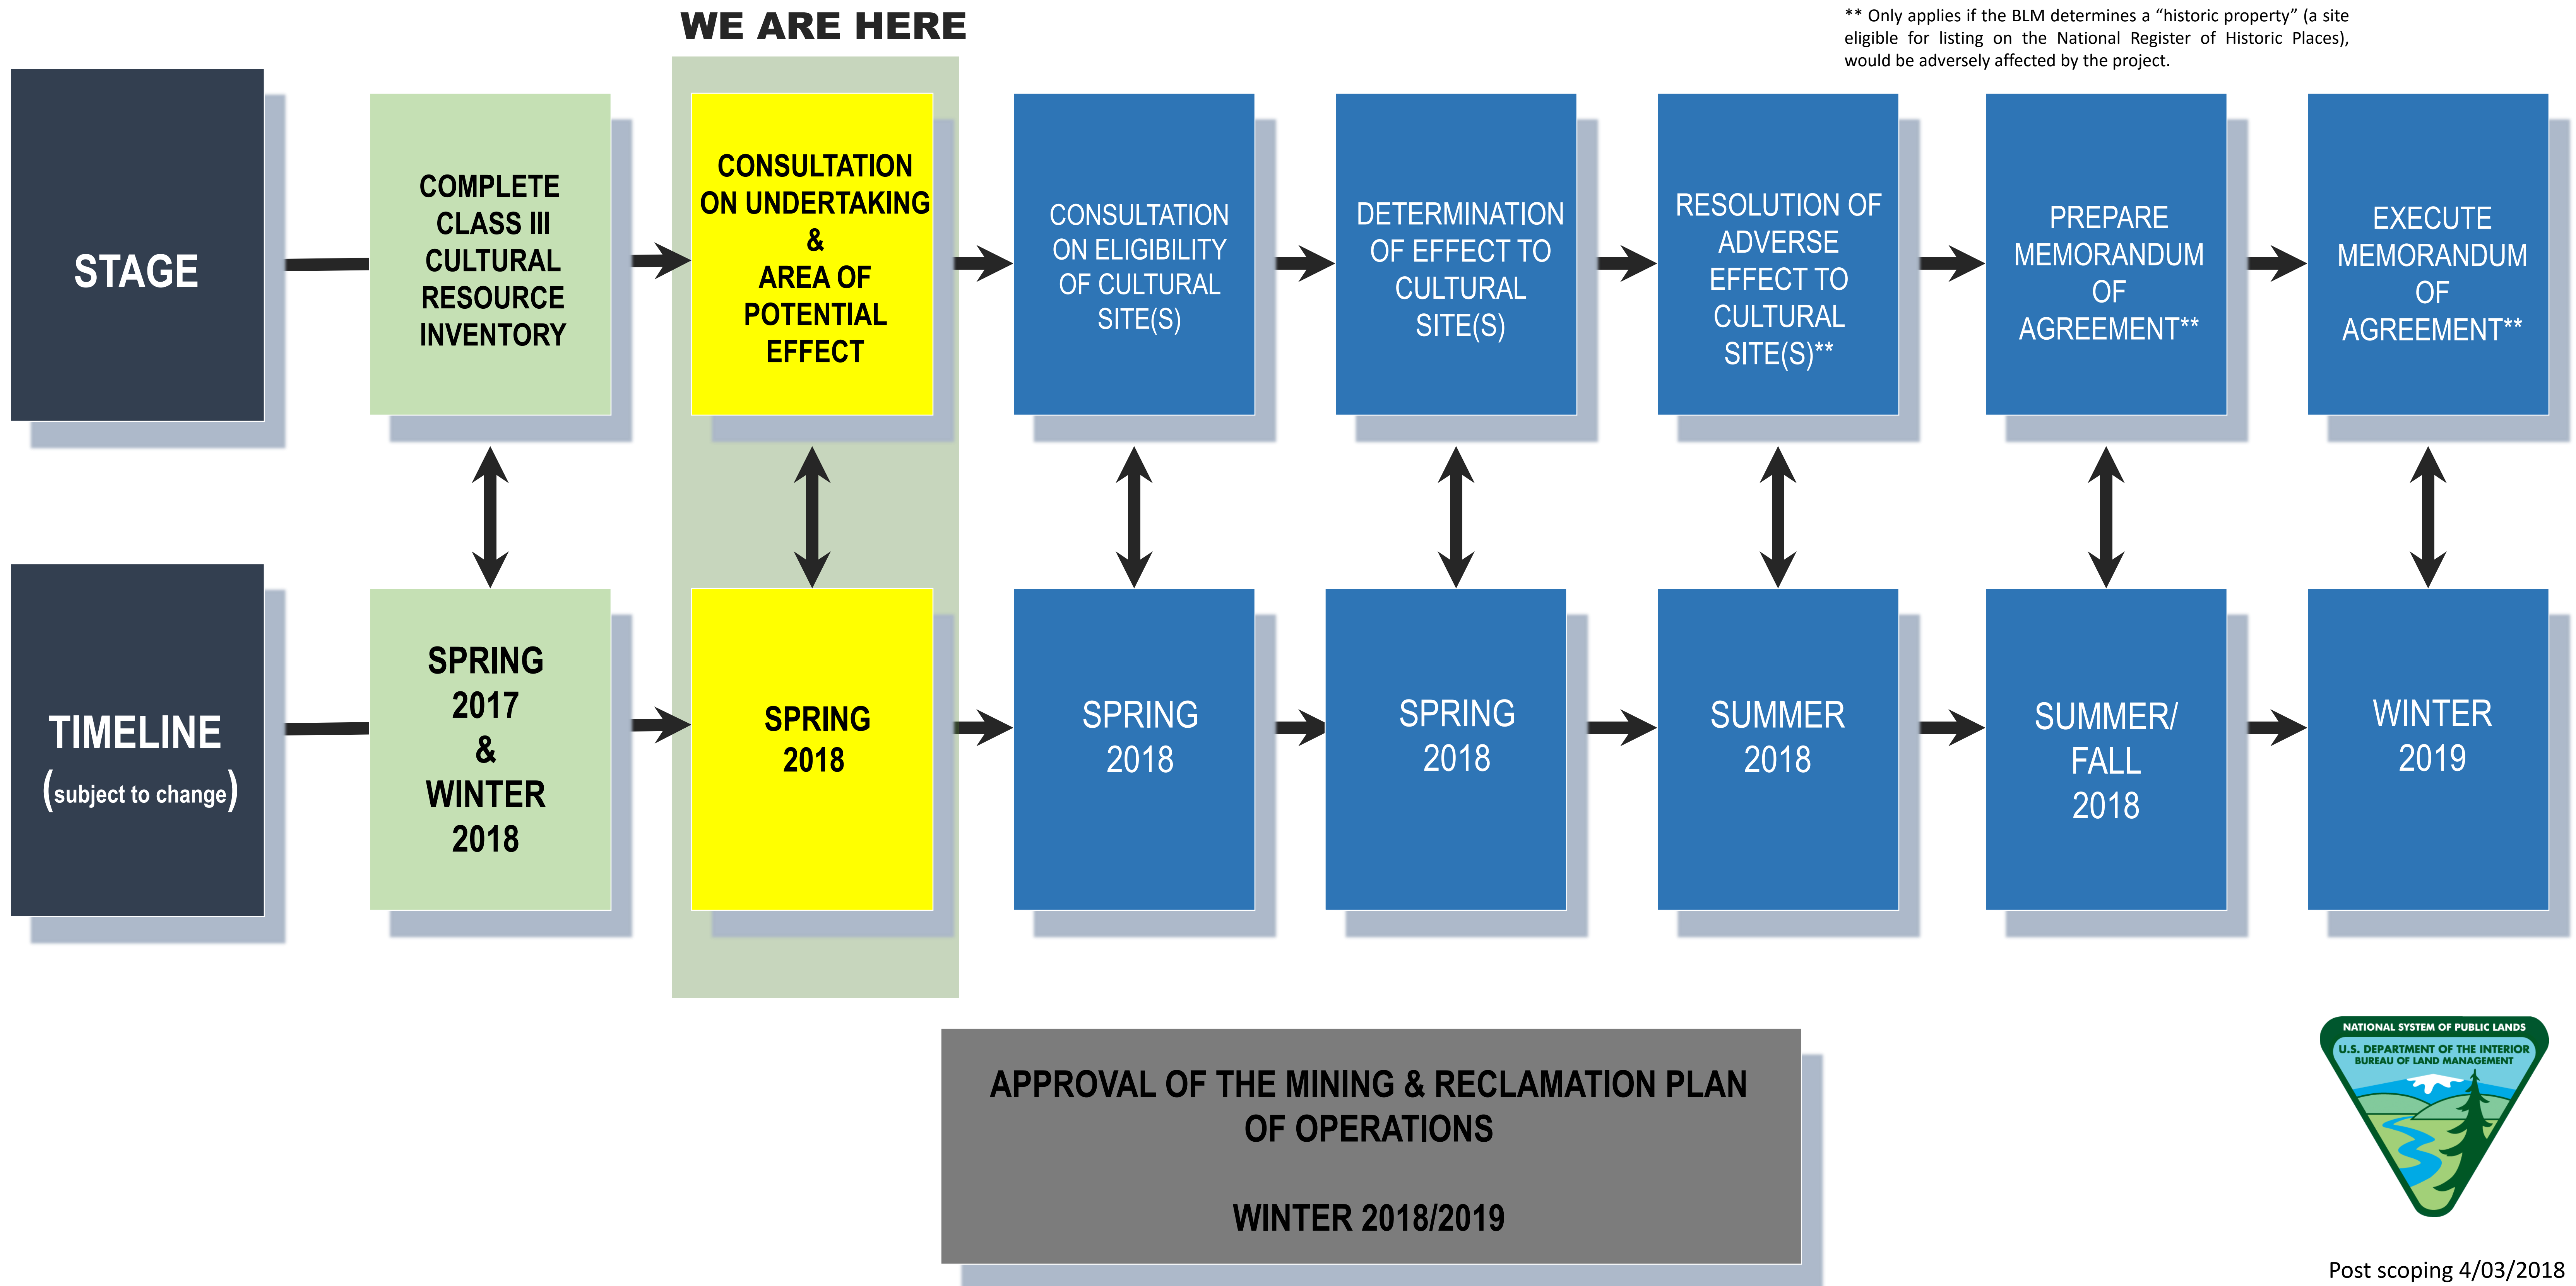 WE ARE HERE
** Only applies if the BLM determines a “historic property” (a site
eligible for listing on the National Register of Historic Places),
would be adversely affected by the project.
STAGE
COMPLETE
CLASS III
CULTURAL
RESOURCE
INVENTORY
CONSULTATION
ON UNDERTAKING
&
AREA OF
POTENTIAL
EFFECT
CONSULTATION
ON ELIGIBILITY
OF CULTURAL
SITE(S)
DETERMINATION
OF EFFECT TO
CULTURAL
SITE(S)
RESOLUTION OF
ADVERSE
EFFECT TO
CULTURAL
SITE(S)**
PREPARE
MEMORANDUM
OF
AGREEMENT**
EXECUTE
MEMORANDUM
OF
AGREEMENT**
TIMELINE
(subject to change)
SPRING
2017
&
WINTER
2018
SPRING
2018
SPRING
2018
SPRING
2018
SUMMER
2018
SUMMER/
FALL
2018
WINTER
2019
APPROVAL OF THE MINING & RECLAMATION PLAN
OF OPERATIONS
WINTER 2018/2019
NATIONAL SYSTEM OF PUBLIC LANDS
U.S. DEPARTMENT OF THE INTERIOR
BUREAU OF LAND MANAGEMENT
Post scoping 4/03/2018